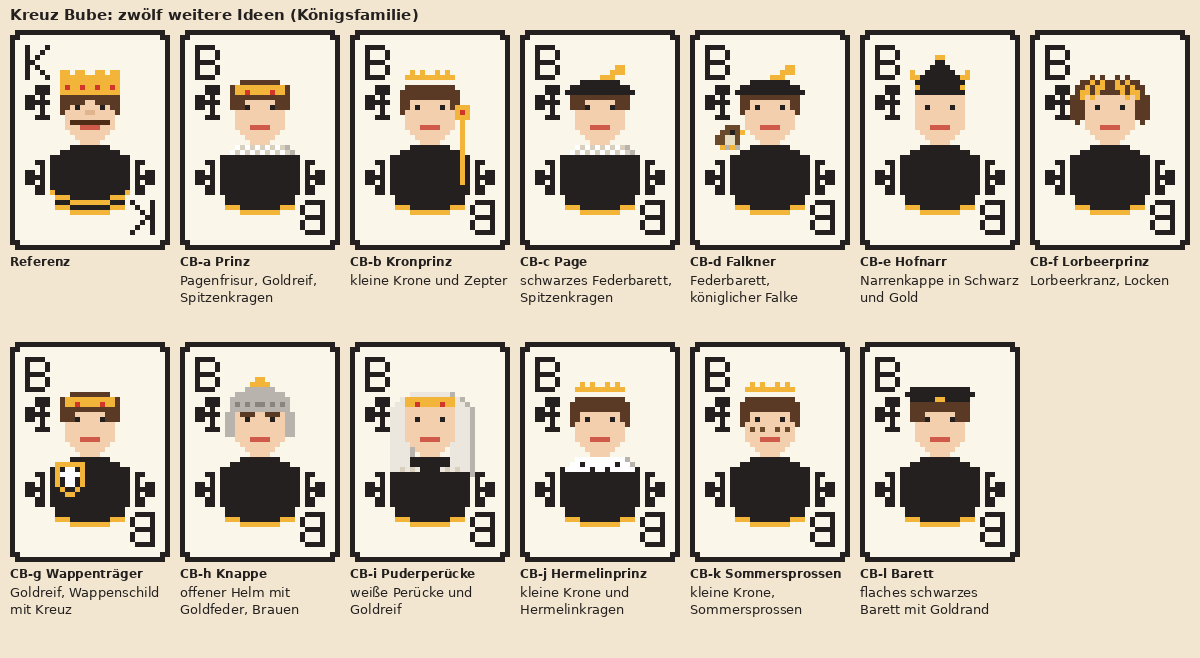 Kreuz Bube: zwölf weitere Ideen (Königsfamilie)
K B B B B B B
K B B B B B B
Referenz
CB-a Prinz
Pagenfrisur, Goldreif,
Spitzenkragen
CB-b Kronprinz
kleine Krone und Zepter
CB-c Page
schwarzes Federbarett,
Spitzenkragen
CB-d Falkner
Federbarett,
königlicher Falke
CB-e Hofnarr
Narrenkappe in Schwarz
und Gold
CB-f Lorbeerprinz
Lorbeerkranz, Locken
B B B B B B
B B B B B B
CB-g Wappenträger
Goldreif, Wappenschild
mit Kreuz
CB-h Knappe
offener Helm mit
Goldfeder, Brauen
CB-i Puderperücke
weiße Perücke und
Goldreif
CB-j Hermelinprinz
kleine Krone und
Hermelinkragen
CB-k Sommersprossen
kleine Krone,
Sommersprossen
CB-l Barett
flaches schwarzes
Barett mit Goldrand